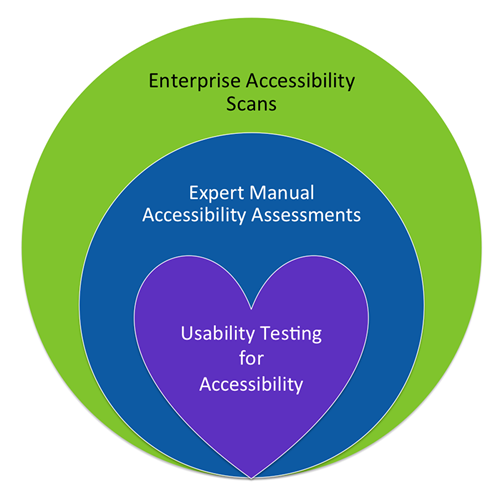 Enterprise Accessibility
Scans
Expert Manual
Accessibility Assessments
Usability Testing
for
Accessibility